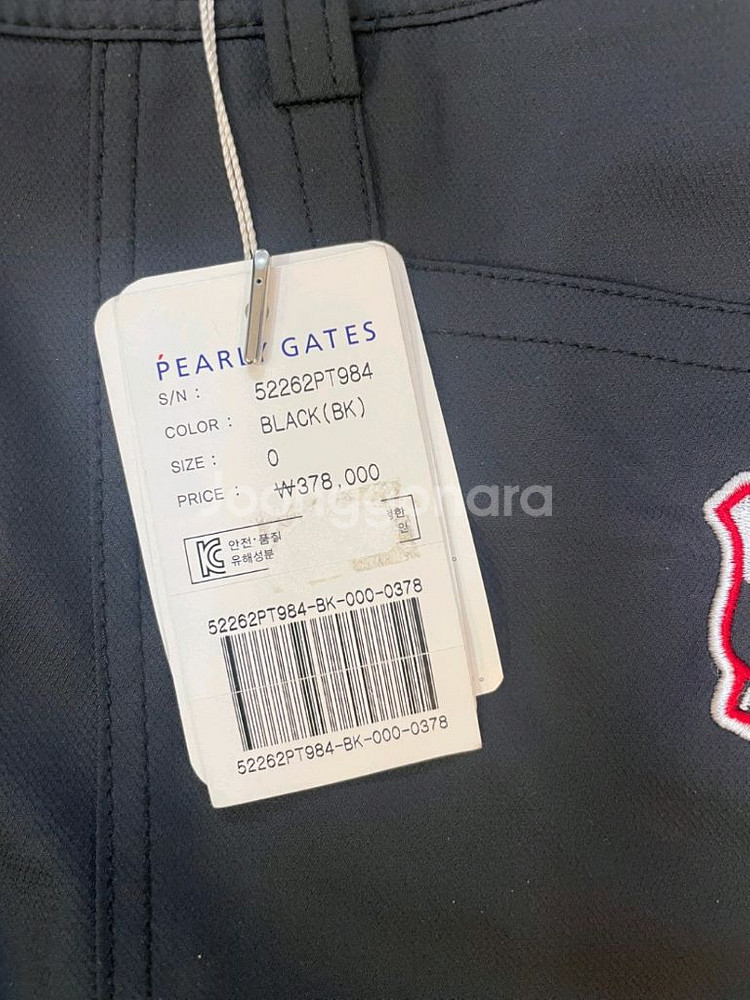 PEARLY GATES
S/N : 52262PT984
COLOR : BLACK(BK)
SIZE : 0
PRICE : ₩378,000
Joonggonara
안전·품질
유해성분
52262PT984-BK-000-0378
52262PT984-BK-000-0378